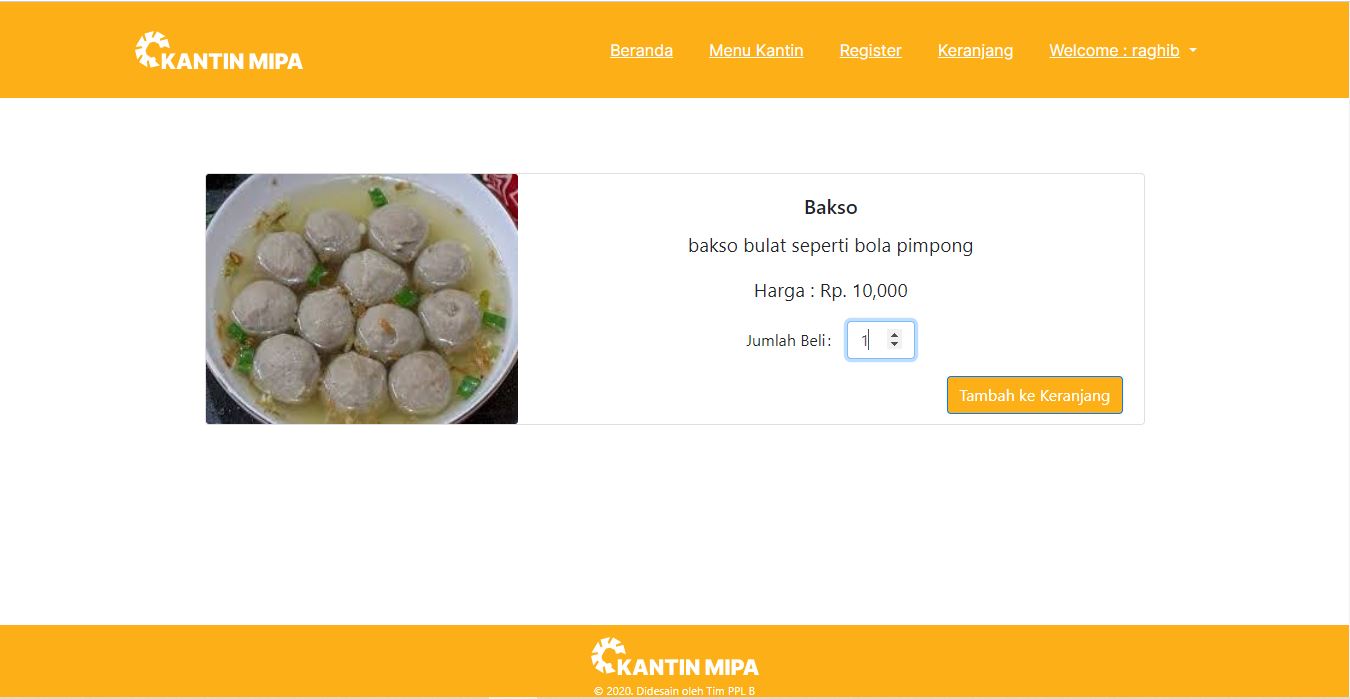 KANTIN MIPA
Beranda Menu Kantin Register Keranjang Welcome : raghib
Bakso
bakso bulat seperti bola pimpong
Harga : Rp. 10,000
Jumlah Beli: 1
Tambah ke Keranjang
KANTIN MIPA
© 2020. Didesain oleh Tim PPL B